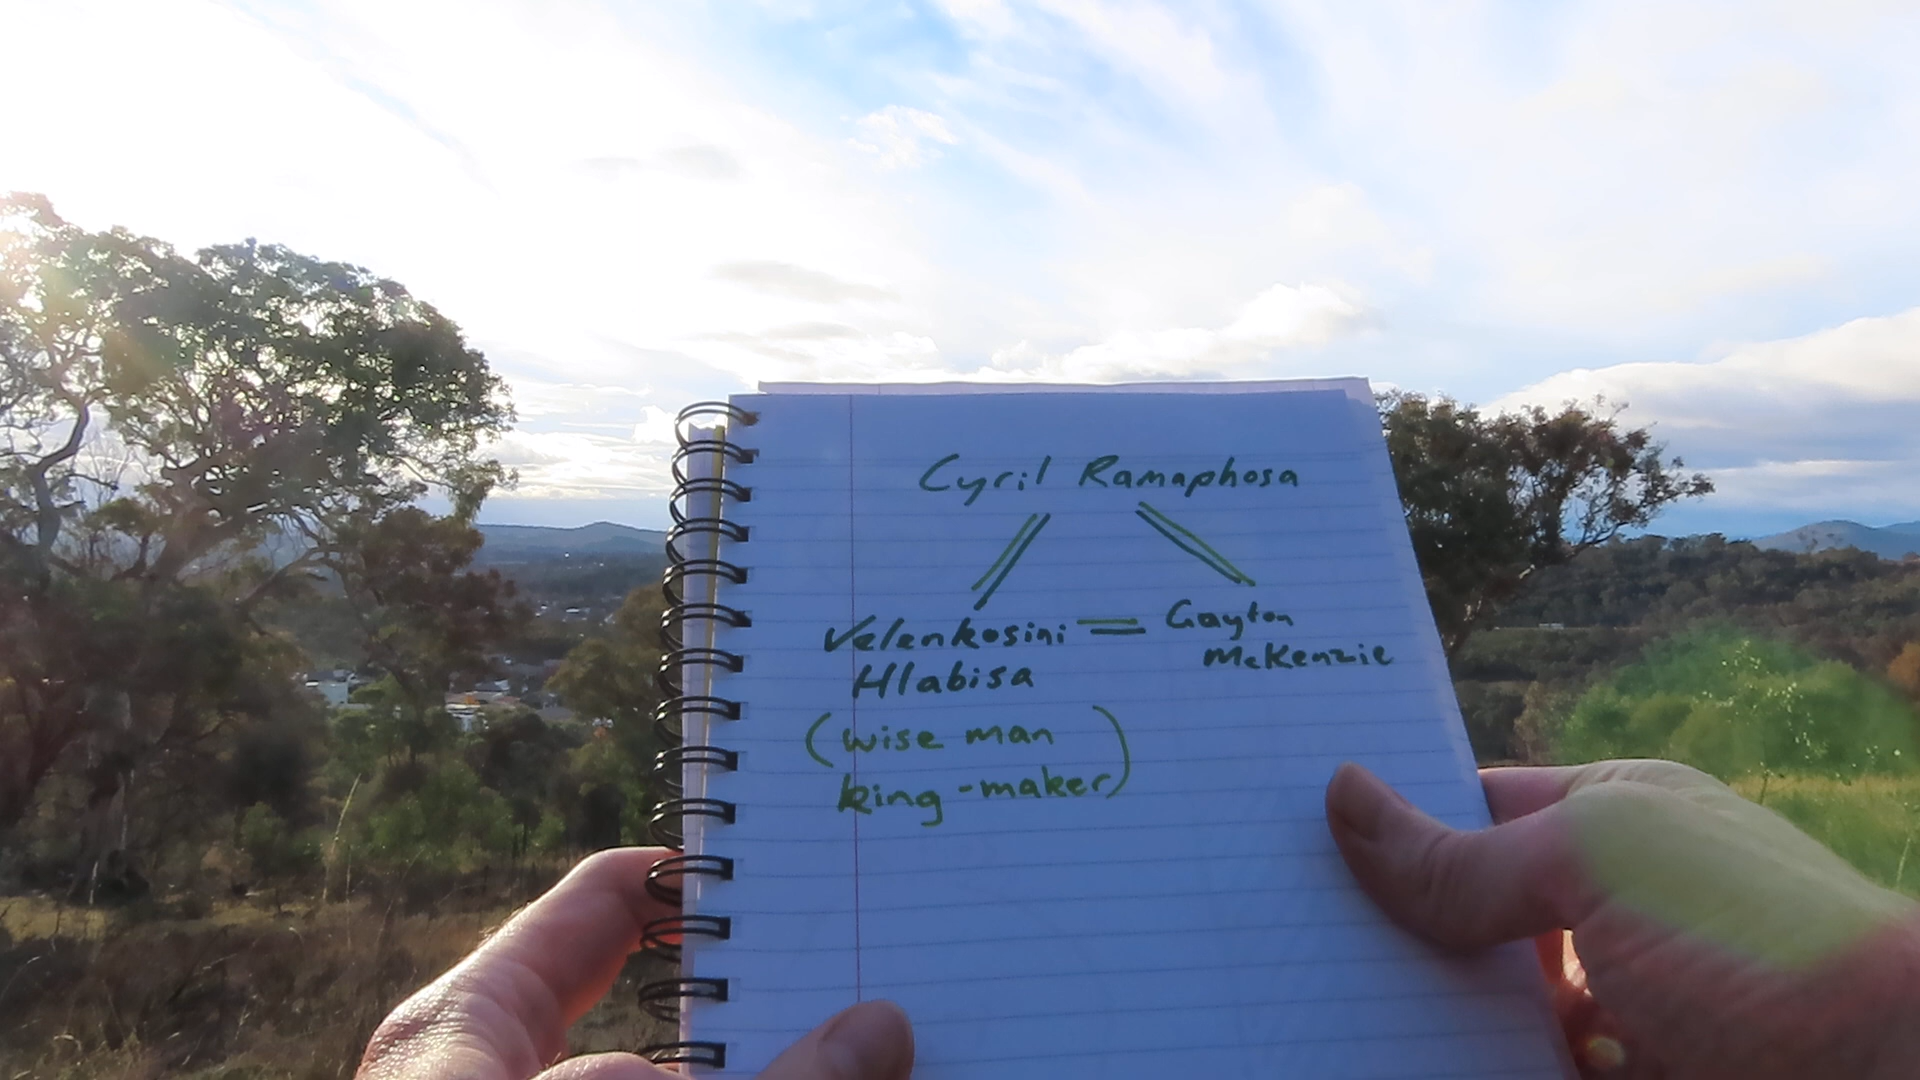 Cyril Ramaphosa
Velenkosini = Gayton
Hlabisa McKenzie
(wise man
king-maker)